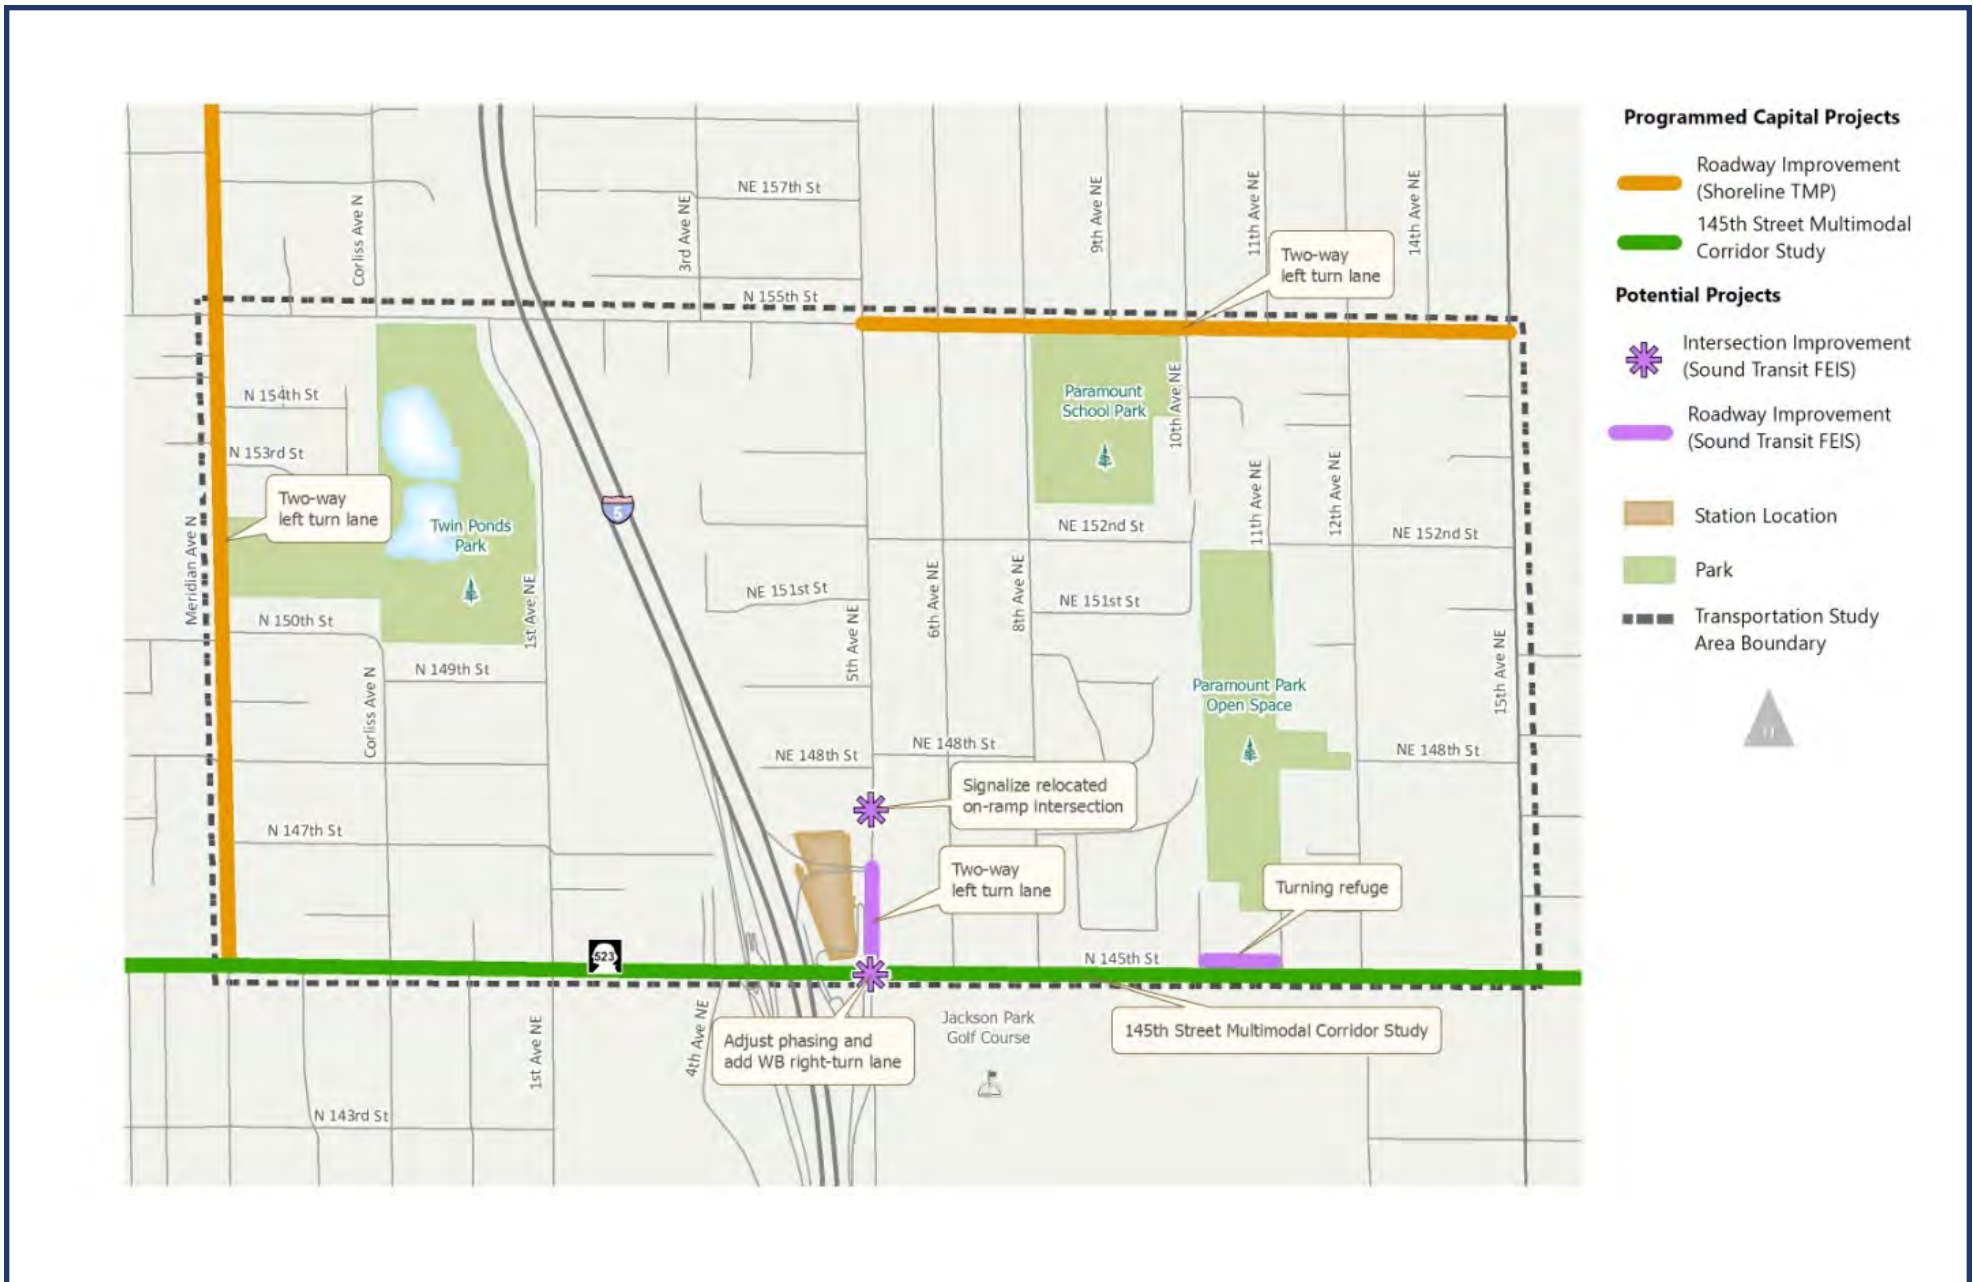 NE 157th St
Corliss Ave N
3rd Ave NE
9th Ave NE
11th Ave NE
14th Ave NE
Two-way
left turn lane
N 155th St
N 154th St
N 153rd St
Two-way
left turn lane
Twin Ponds
Park
5
Paramount
School Park
10th Ave NE
NE 152nd St
11th Ave NE
12th Ave NE
NE 152nd St
Meridian Ave N
N 150th St
1st Ave NE
NE 151st St
5th Ave NE
6th Ave NE
8th Ave NE
NE 151st St
15th Ave NE
N 149th St
Corliss Ave N
Paramount Park
Open Space
NE 148th St
NE 148th St
NE 148th St
Signalize relocated
on-ramp intersection
N 147th St
Two-way
left turn lane
Turning refuge
523
N 145th St
1st Ave NE
4th Ave NE
Adjust phasing and
add WB right-turn lane
Jackson Park
Golf Course
145th Street Multimodal Corridor Study
N 143rd St
Programmed Capital Projects
Roadway Improvement
(Shoreline TMP)
145th Street Multimodal
Corridor Study
Potential Projects
Intersection Improvement
(Sound Transit FEIS)
Roadway Improvement
(Sound Transit FEIS)
Station Location
Park
Transportation Study
Area Boundary